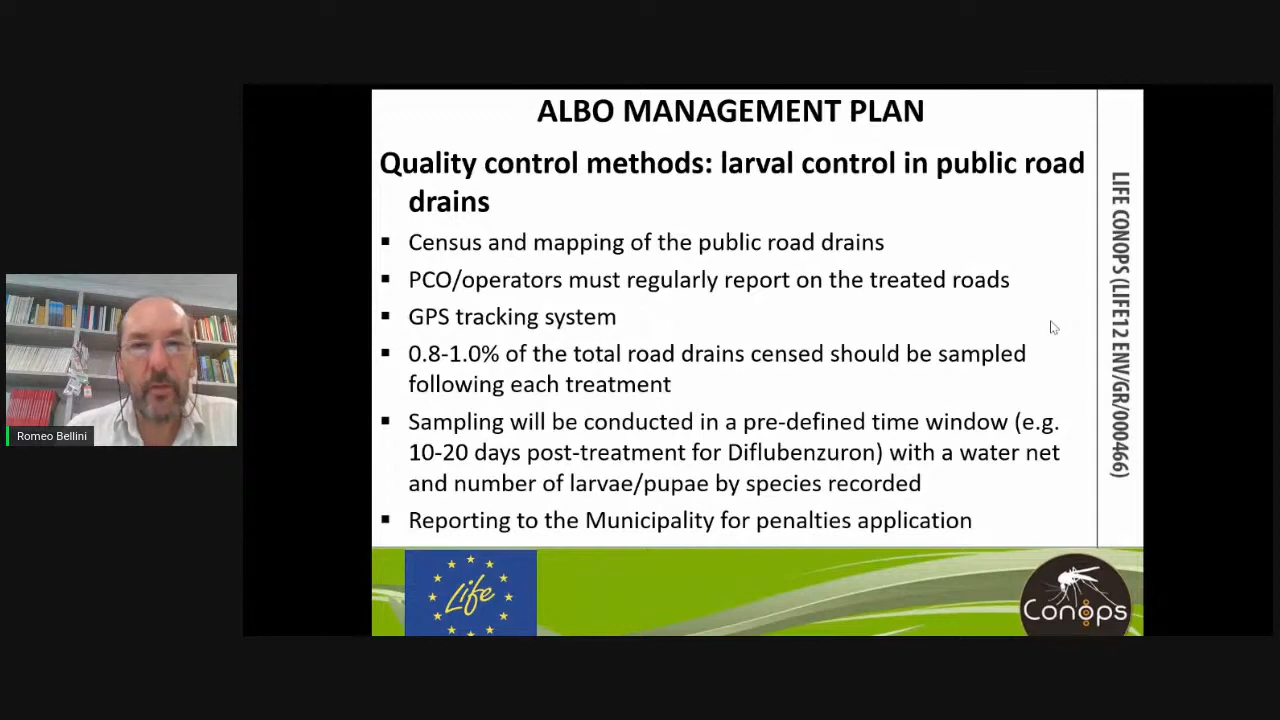 ALBO MANAGEMENT PLAN
Quality control methods: larval control in public road
drains
▪ Census and mapping of the public road drains
▪ PCO/operators must regularly report on the treated roads
▪ GPS tracking system
▪ 0.8-1.0% of the total road drains censed should be sampled
following each treatment
▪ Sampling will be conducted in a pre-defined time window (e.g.
10-20 days post-treatment for Diflubenzuron) with a water net
and number of larvae/pupae by species recorded
▪ Reporting to the Municipality for penalties application
LIFE CONOPS (LIFE12 ENV/GR/000466)
Life
Conops
Romeo Bellini